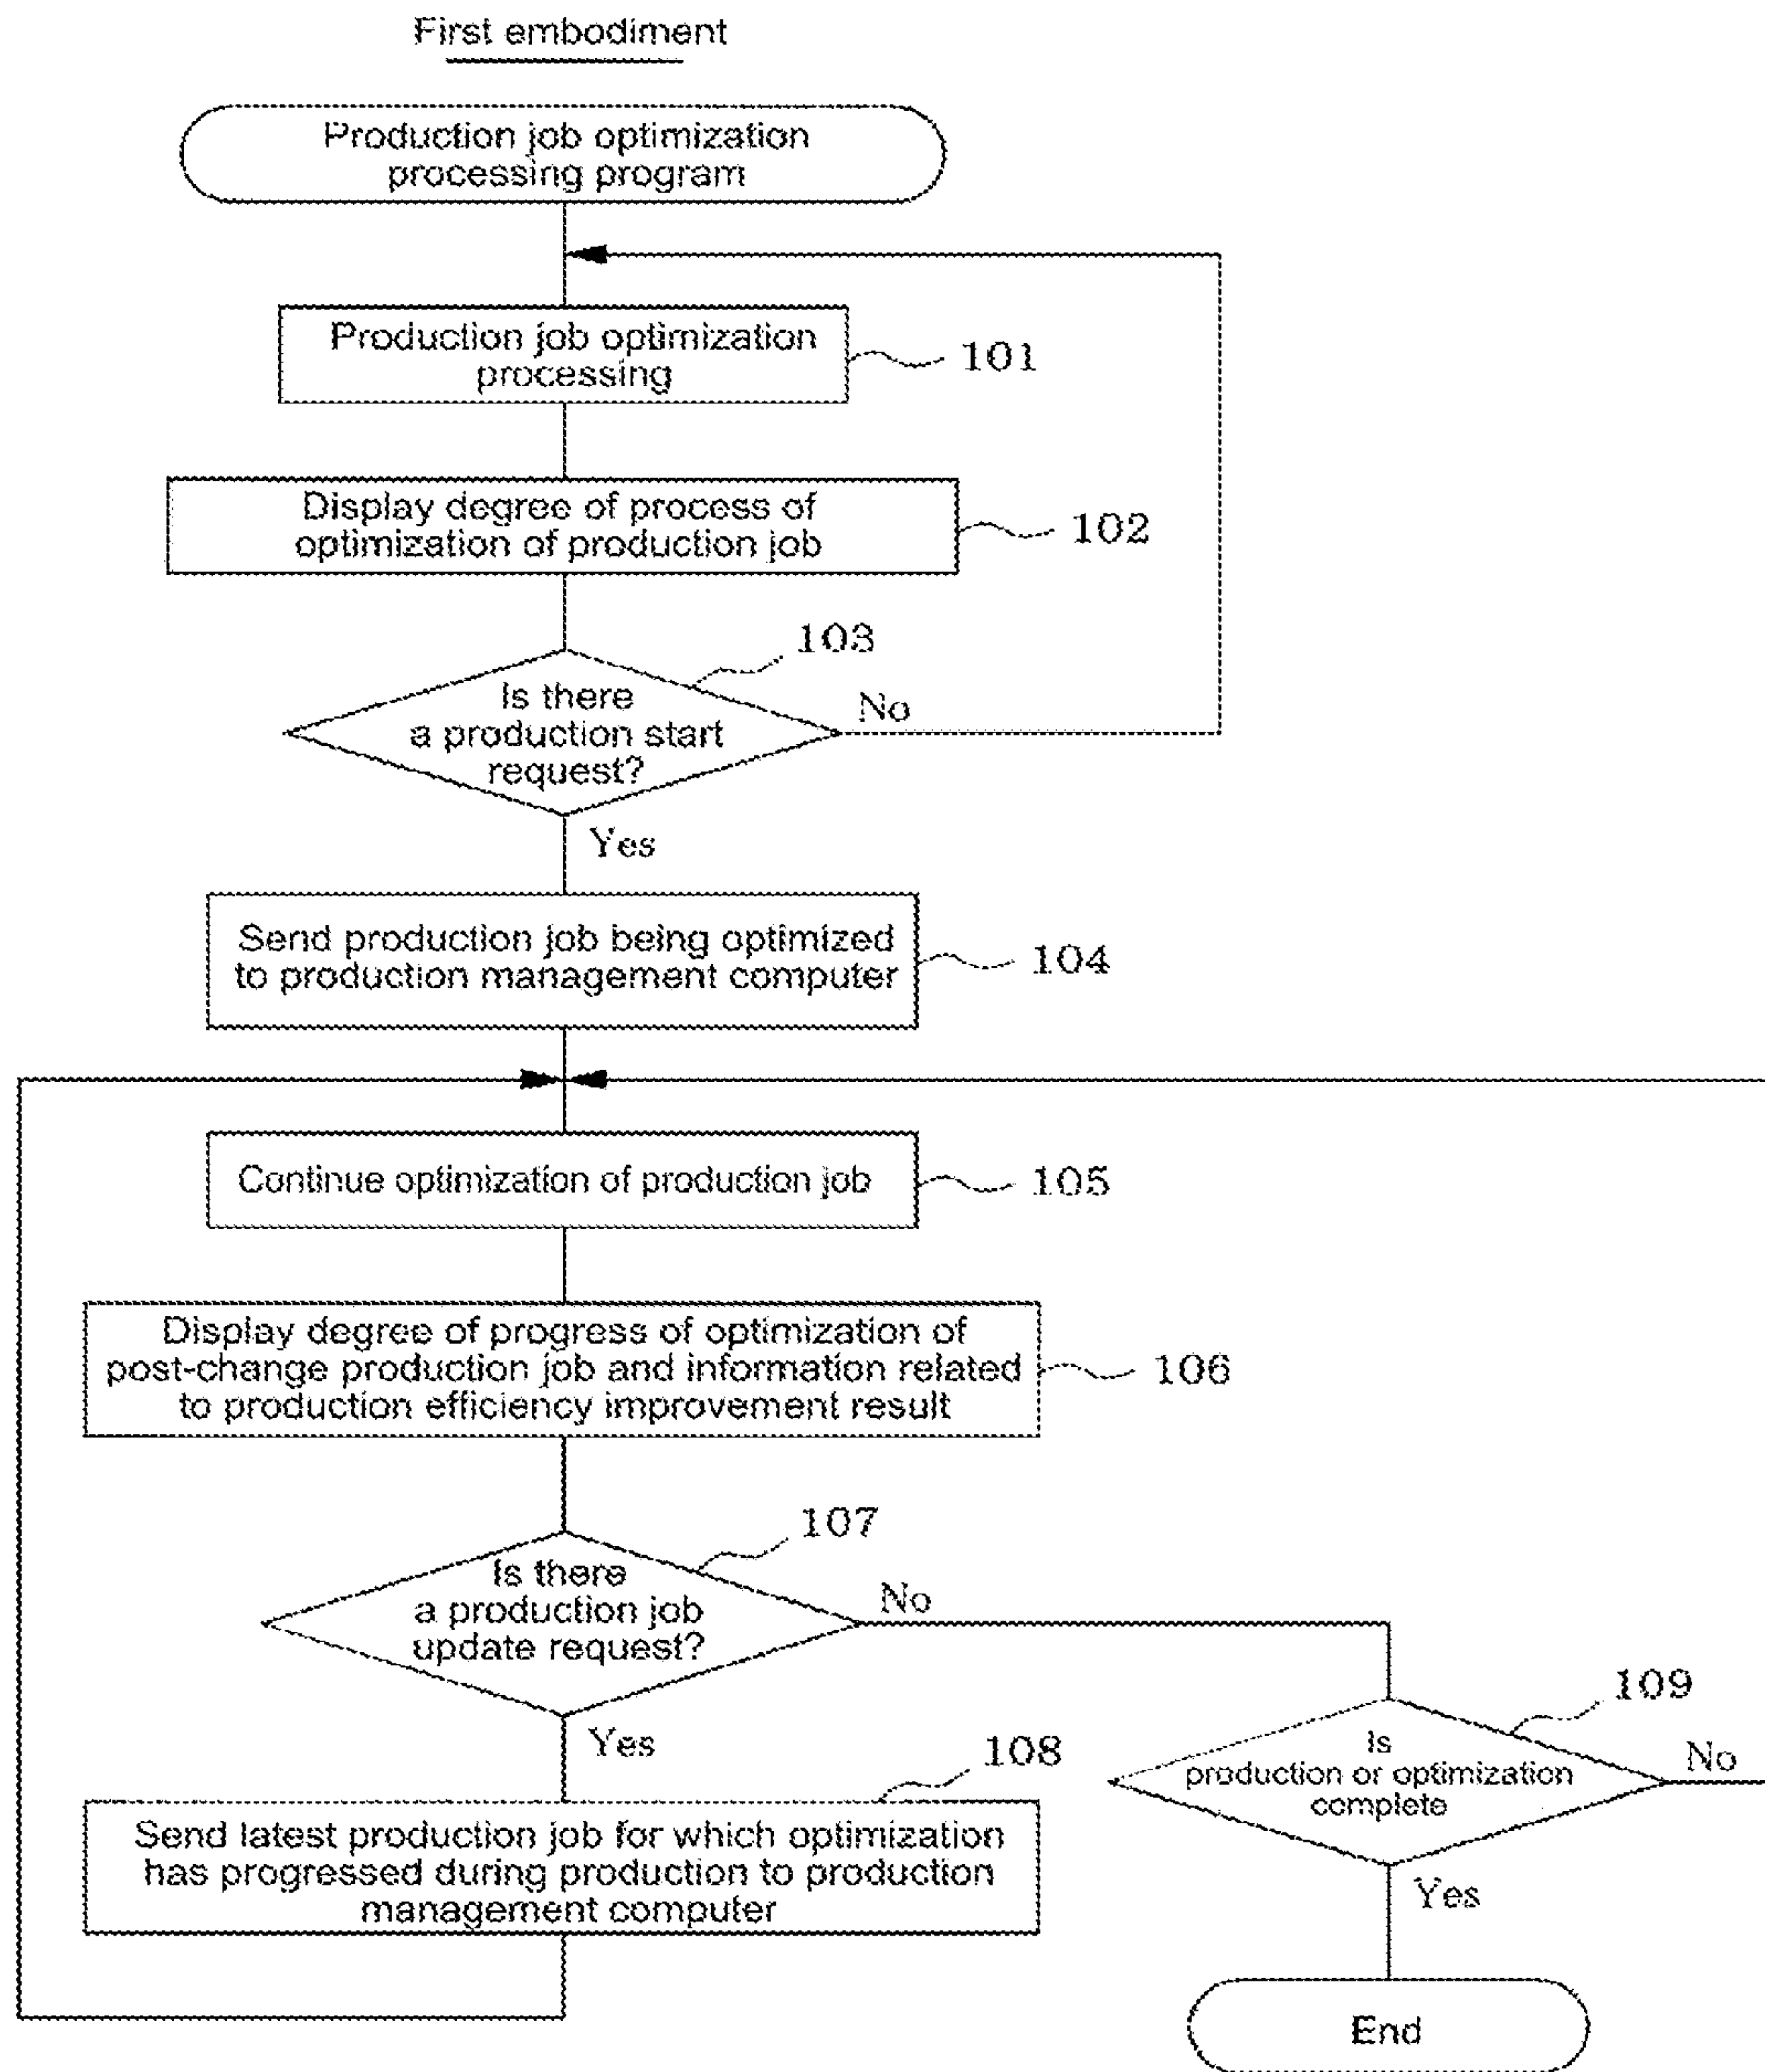 First embodiment
Production job optimization
processing program
Production job optimization
processing
101
Display degree of process of
optimization of production job
102
103
Is there
a production start
request?
No
Yes
Send production job being optimized
to production management computer
104
Continue optimization of production job
105
Display degree of progress of optimization of
post-change production job and information related
to production efficiency improvement result
106
107
Is there
a production job
update request?
No
Yes
108
Send latest production job for which optimization
has progressed during production to production
management computer
109
Is
production or optimization
complete
No
Yes
End